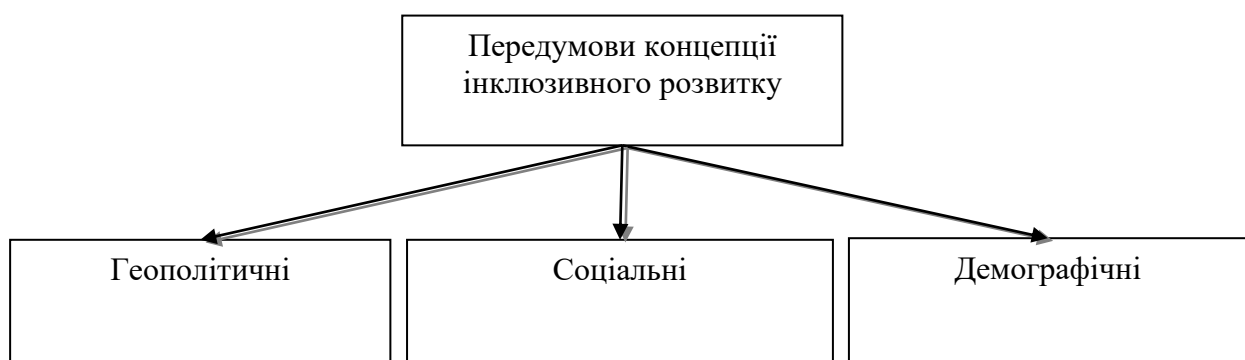 Передумови концепції
інклюзивного розвитку
Геополітичні
Соціальні
Демографічні